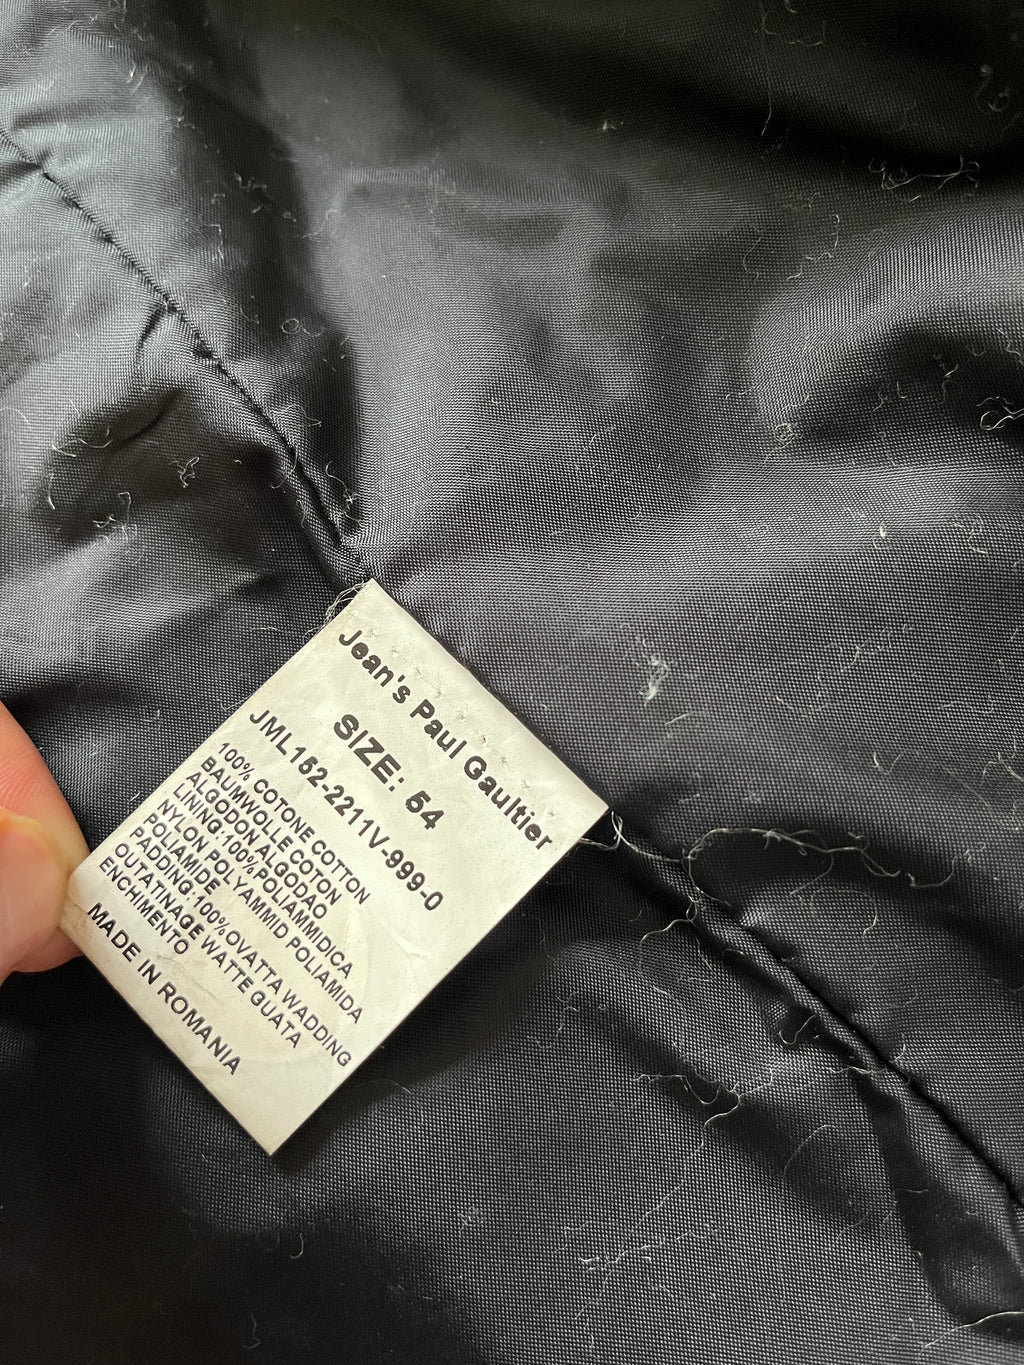 Jean's Paul Gaultier
SIZE: 54
JML152-2211V-999-0
100% COTONE COTTON
BAUMWOLLE COTON
ALGODON ALGODAO
LINING:100%POLIAMMIDICA
NYLON POLYAMMID POLIAMIDA
POLIAMIDE
PADDING:100%OVATTA WADDING
OUTATINAGE WATTE GUATA
ENCHIMENTO
MADE IN ROMANIA